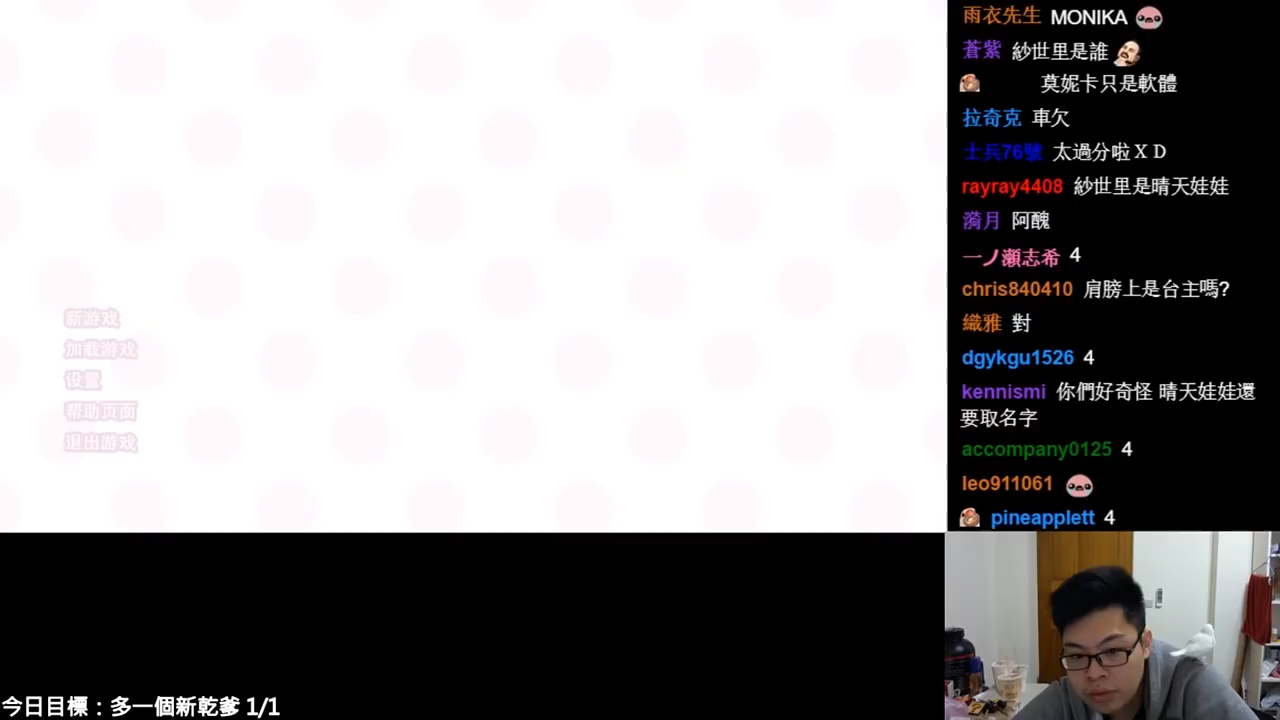 新游戏
加载游戏
设置
帮助页面
退出游戏
雨衣先生 MONIKA
蒼紫 紗世里是誰
莫妮卡只是軟體
拉奇克 車欠
士兵76號 太過分啦ＸＤ
rayray4408 紗世里是晴天娃娃
漪月 阿醜
一ノ瀨志希 4
chris840410 肩膀上是台主嗎?
織雅 對
dgykgu1526 4
kennismi 你們好奇怪 晴天娃娃還
要取名字
accompany0125 4
leo911061
pineapplett 4
今日目標：多一個新乾爹 1/1